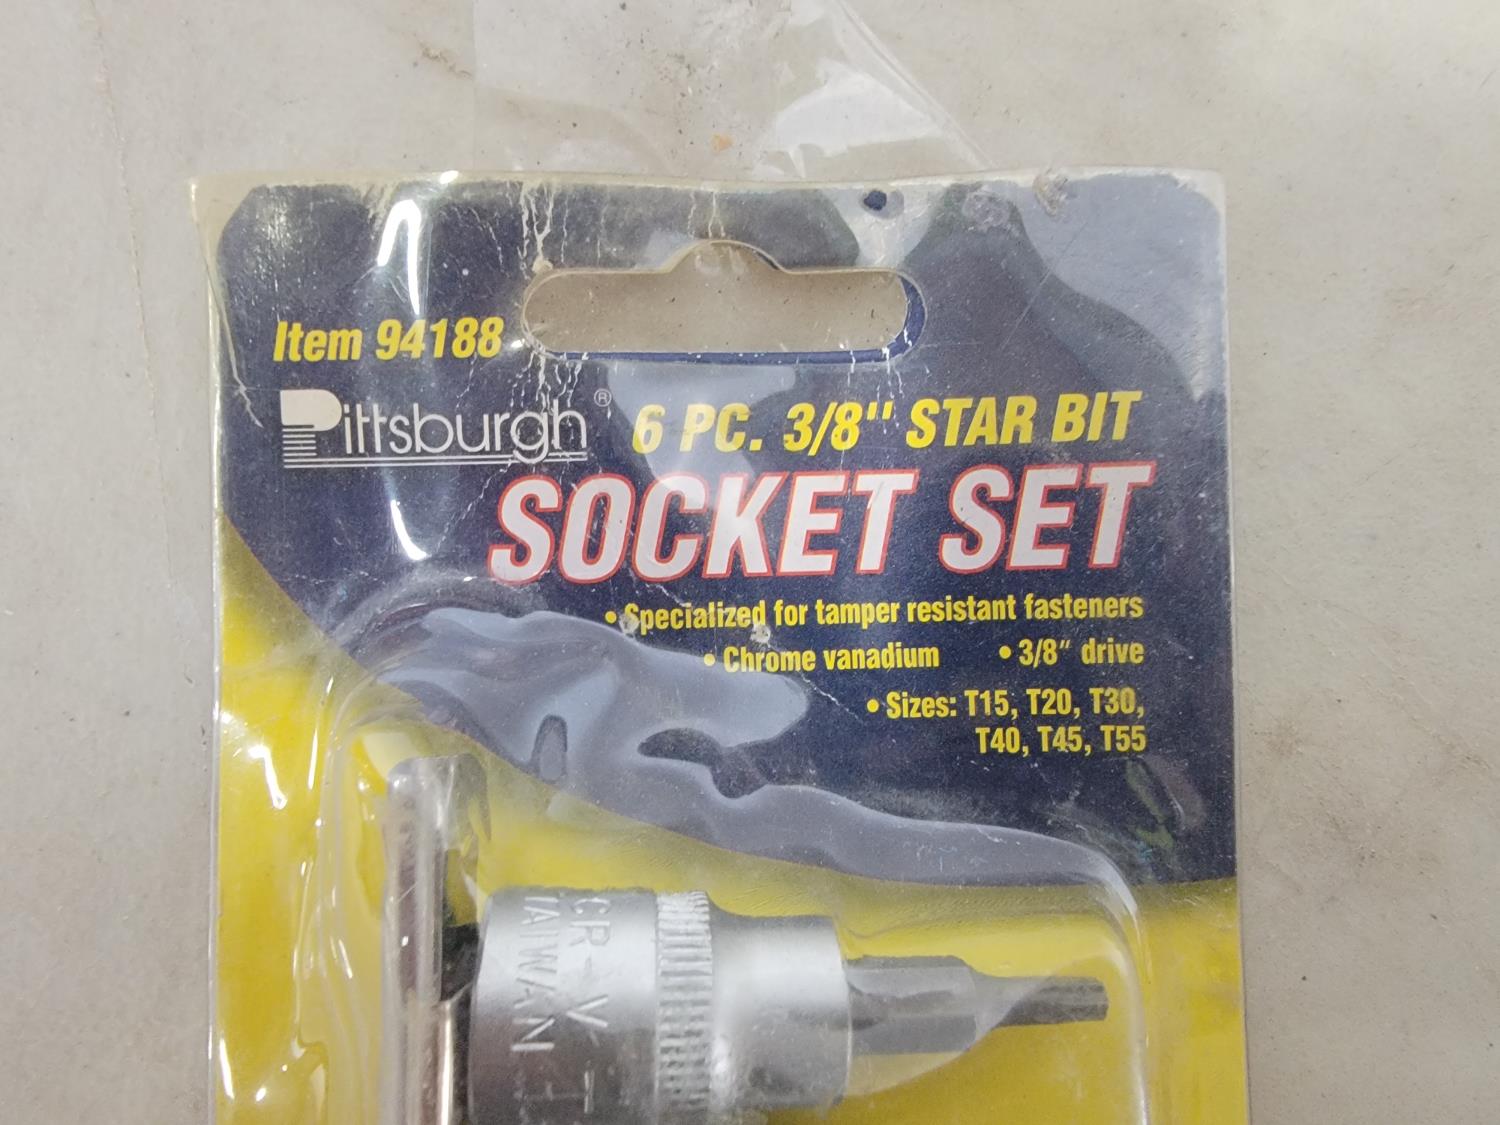 Item 94188
Pittsburgh®
6 PC. 3/8" STAR BIT
SOCKET SET
• Specialized for tamper resistant fasteners
• Chrome vanadium • 3/8" drive
• Sizes: T15, T20, T30,
T40, T45, T55
CR-V T
TAIWAN